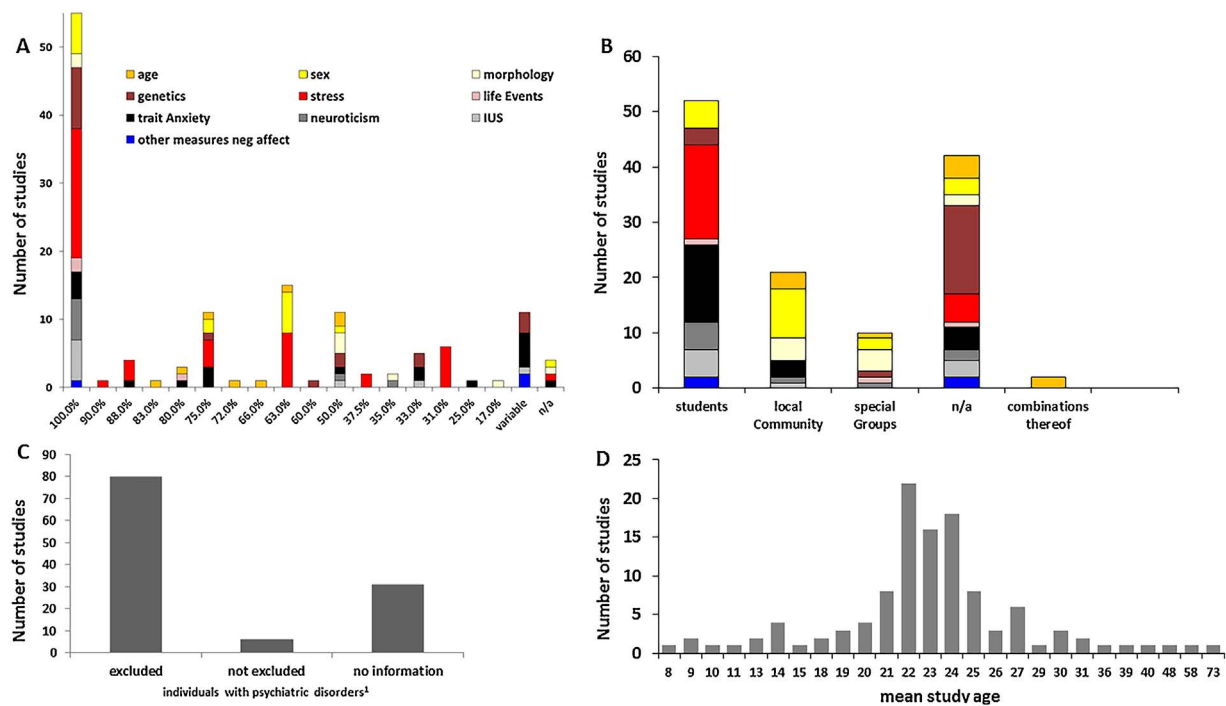 A
50
40
30
20
10
0
Number of studies
age
sex
morphology
genetics
stress
life Events
trait Anxiety
neuroticism
IUS
other measures neg affect
100.0% 90.0% 88.0% 83.0% 80.0% 75.0% 72.0% 66.0% 63.0% 60.0% 50.0% 37.5% 35.0% 33.0% 31.0% 25.0% 17.0% variable n/a
B
60
50
40
30
20
10
0
Number of studies
students local special n/a combinations
Community Groups thereof
C
90
80
70
60
50
40
30
20
10
0
Number of studies
excluded not excluded no information
individuals with psychiatric disorders¹
D
25
20
15
10
5
0
Number of studies
8 9 10 11 13 14 15 18 19 20 21 22 23 24 25 26 27 29 30 31 36 39 40 48 58 73
mean study age